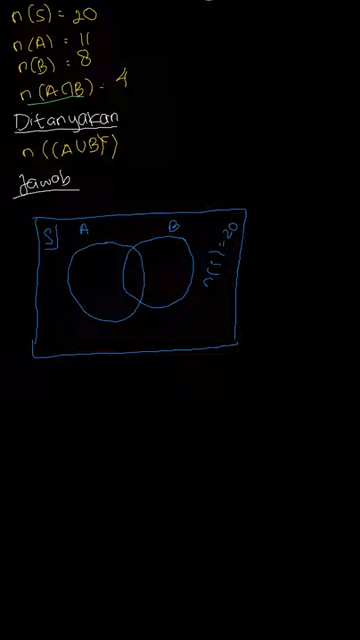 n(S) = 20
n(A) = 11
n(B) = 8
n(A∩B) = 4
Ditanyakan
n((A∪B)ᶜ)
Jawab
S A B
n(S)=20